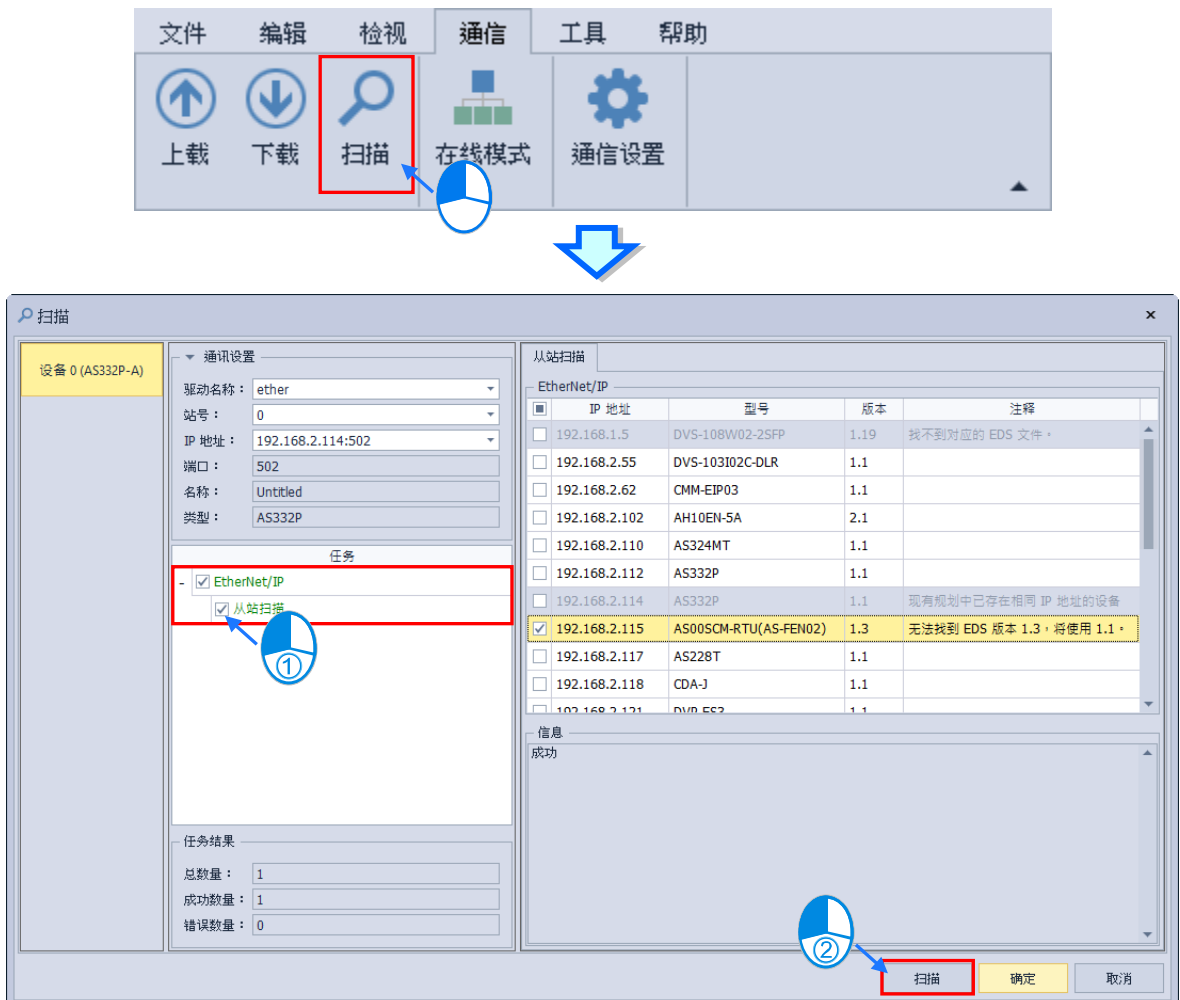 文件 编辑 检视 通信 工具 帮助
上载 下载 扫描 在线模式 通信设置
扫描
设备 0 (AS332P-A)
通讯设置
驱动名称： ether
站号： 0
IP 地址： 192.168.2.114:502
端口： 502
名称： Untitled
类型： AS332P
任务
EtherNet/IP
从站扫描
①
任务结果
总数量： 1
成功数量： 1
错误数量： 0
从站扫描
EtherNet/IP
IP 地址 型号 版本 注释
192.168.1.5 DVS-108W02-2SFP 1.19 找不到对应的 EDS 文件。
192.168.2.55 DVS-103I02C-DLR 1.1
192.168.2.62 CMM-EIP03 1.1
192.168.2.102 AH10EN-5A 2.1
192.168.2.110 AS324MT 1.1
192.168.2.112 AS332P 1.1
192.168.2.114 AS332P 1.1 现有规划中已存在相同 IP 地址的设备
192.168.2.115 AS00SCM-RTU(AS-FEN02) 1.3 无法找到 EDS 版本 1.3，将使用 1.1。
192.168.2.117 AS228T 1.1
192.168.2.118 CDA-J 1.1
192.168.2.121 DVP-ES3 1.1
信息
成功
②
扫描 确定 取消